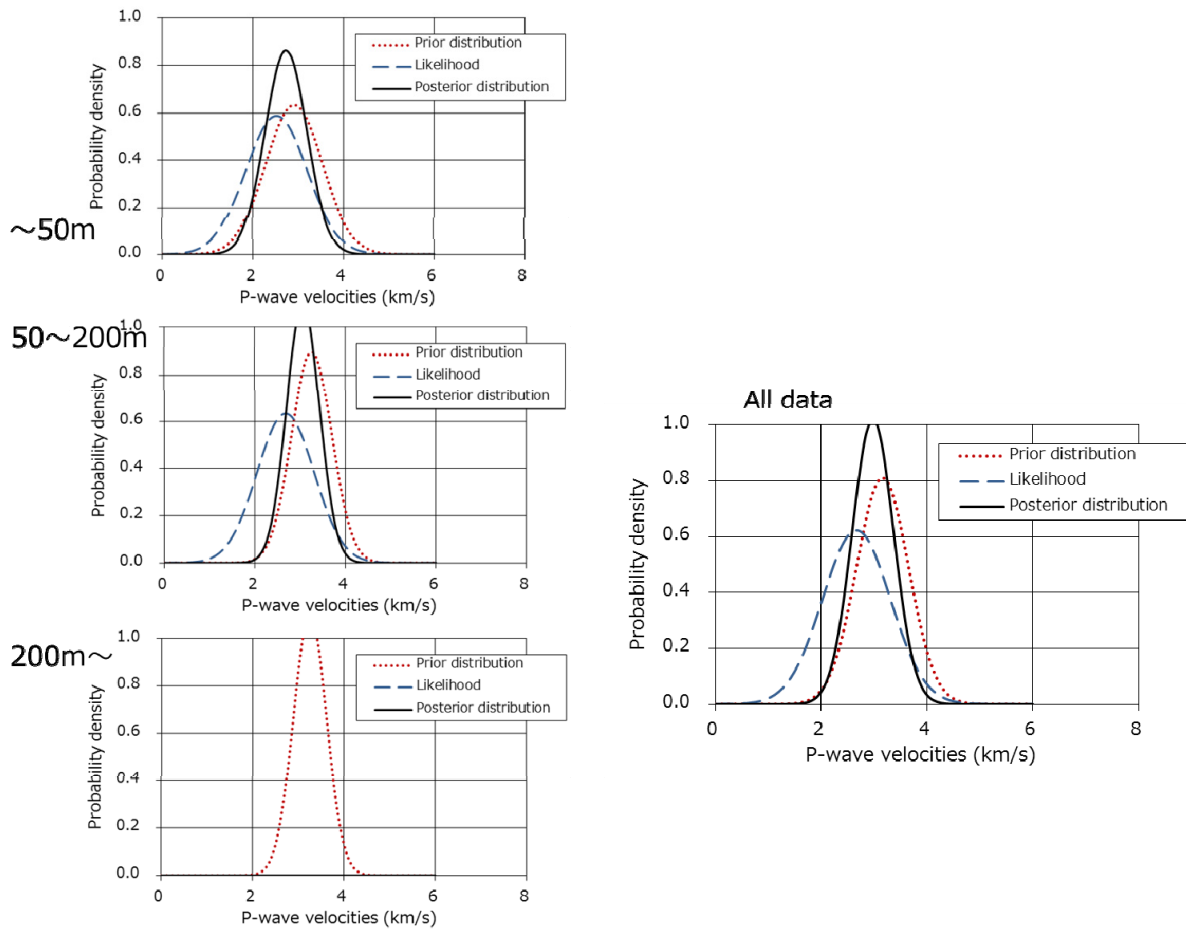 1.0
Prior distribution
Likelihood
Posterior distribution
0.8
0.6
0.4
0.2
0.0
Probability density
~50m
0 2 4 6 8
P-wave velocities (km/s)
50~200m
1.0
Prior distribution
Likelihood
Posterior distribution
0.8
0.6
0.4
0.2
0.0
Probability density
0 2 4 6 8
P-wave velocities (km/s)
200m~
1.0
Prior distribution
Likelihood
Posterior distribution
0.8
0.6
0.4
0.2
0.0
Probability density
0 2 4 6 8
P-wave velocities (km/s)
All data
1.0
Prior distribution
Likelihood
Posterior distribution
0.8
0.6
0.4
0.2
0.0
Probability density
0 2 4 6 8
P-wave velocities (km/s)